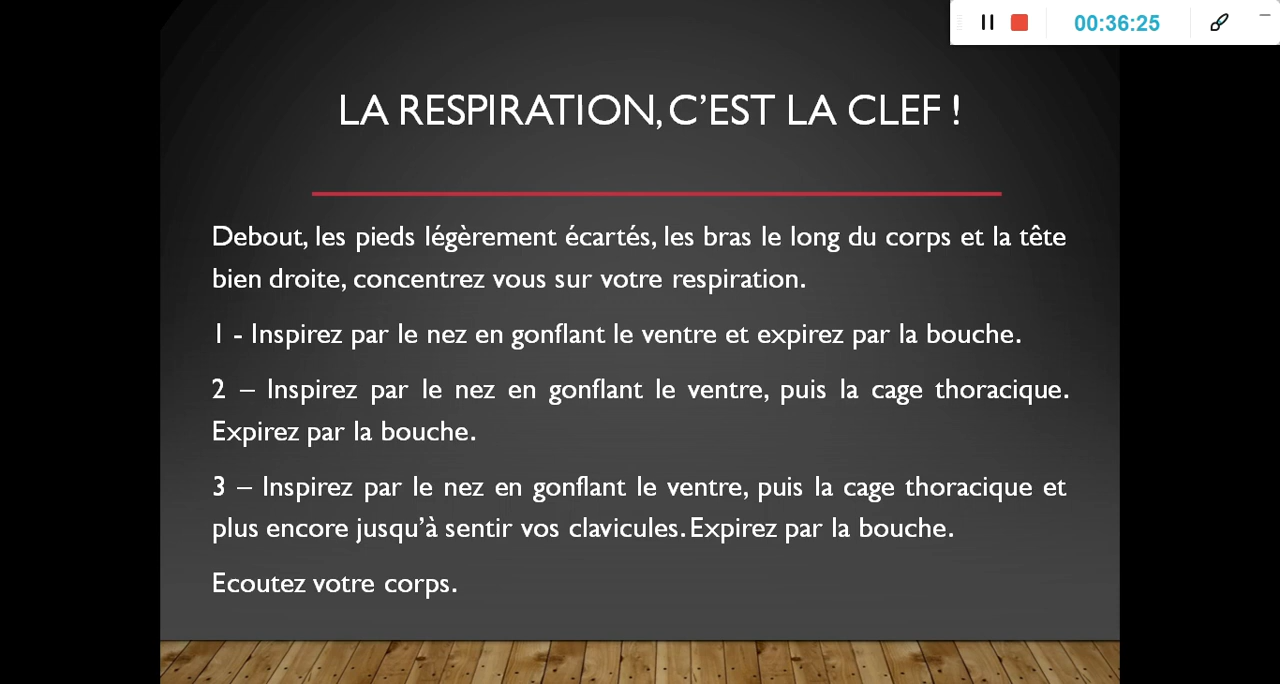 00:36:25
LA RESPIRATION, C’EST LA CLEF !
Debout, les pieds légèrement écartés, les bras le long du corps et la tête
bien droite, concentrez vous sur votre respiration.
1 - Inspirez par le nez en gonflant le ventre et expirez par la bouche.
2 – Inspirez par le nez en gonflant le ventre, puis la cage thoracique.
Expirez par la bouche.
3 – Inspirez par le nez en gonflant le ventre, puis la cage thoracique et
plus encore jusqu’à sentir vos clavicules. Expirez par la bouche.
Ecoutez votre corps.